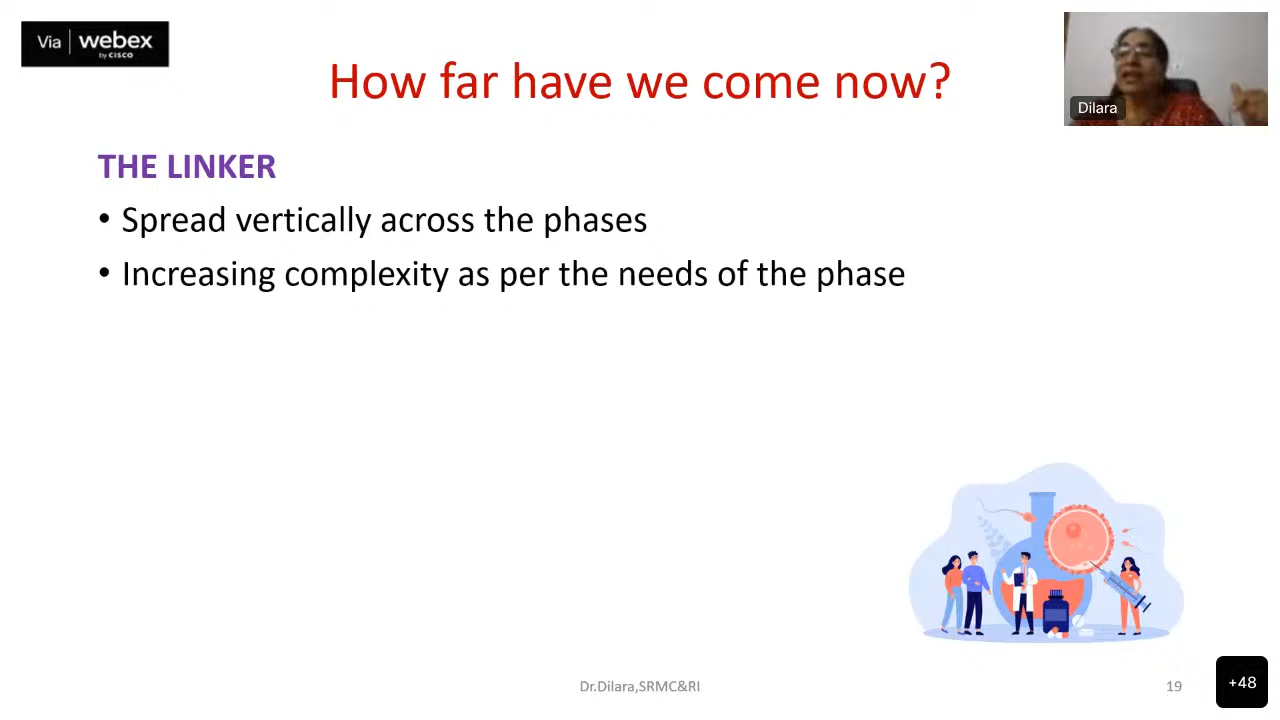 Via webex
by CISCO
How far have we come now?
Dilara
THE LINKER
• Spread vertically across the phases
• Increasing complexity as per the needs of the phase
Dr.Dilara,SRMC&RI
19
+48